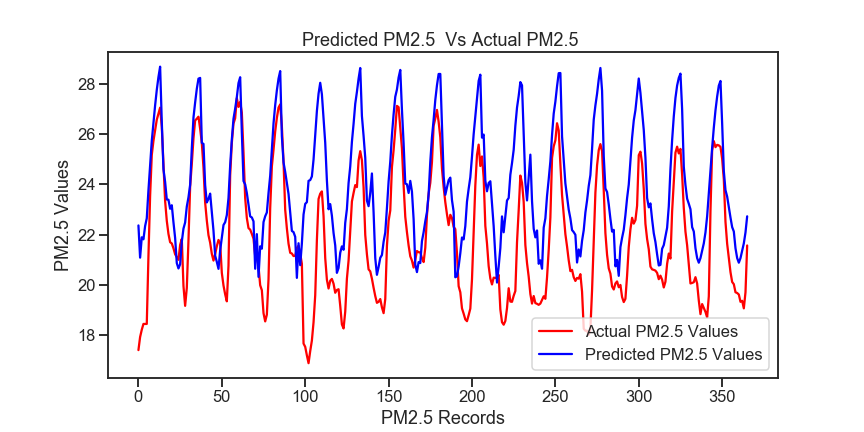 Predicted PM2.5  Vs Actual PM2.5
28
26
24
22
20
18
PM2.5 Values
0 50 100 150 200 250 300 350
PM2.5 Records
Actual PM2.5 Values
Predicted PM2.5 Values